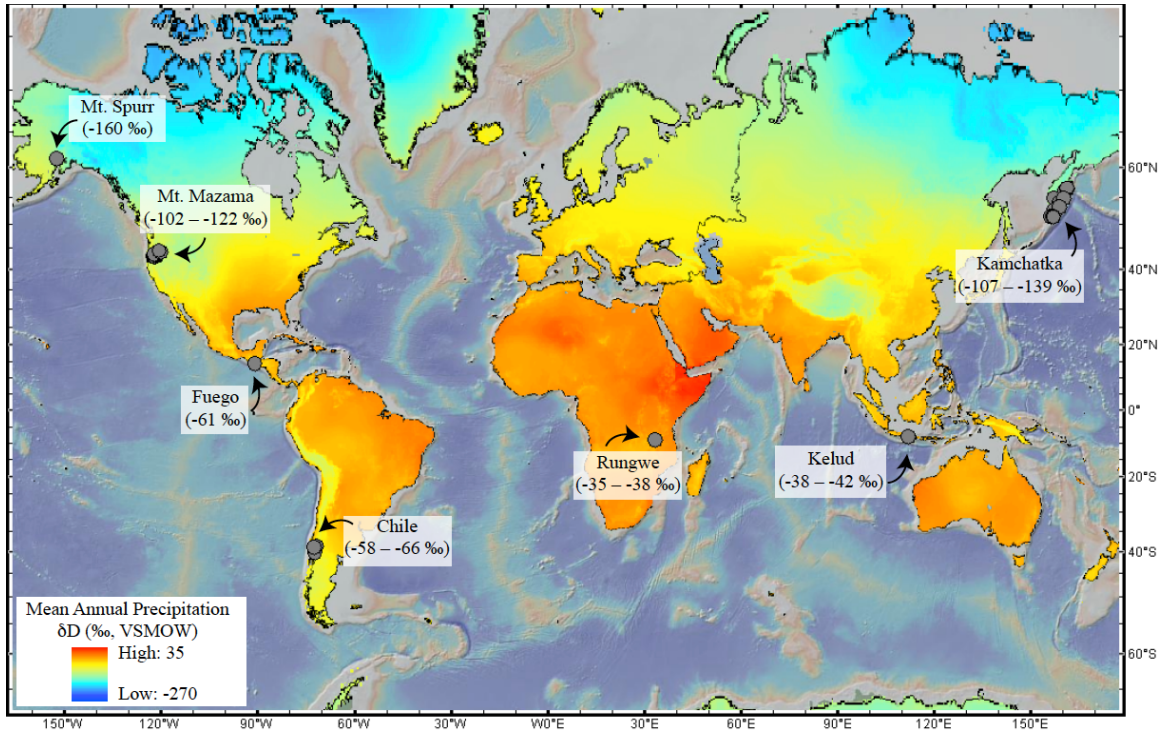 Mt. Spurr
(-160 ‰)
Mt. Mazama
(-102 – -122 ‰)
60°N
Kamchatka
(-107 – -139 ‰)
40°N
20°N
Fuego
(-61 ‰)
0°
Rungwe
(-35 – -38 ‰)
Kelud
(-38 – -42 ‰)
20°S
Chile
(-58 – -66 ‰)
40°S
Mean Annual Precipitation
δD (‰, VSMOW)
High: 35
Low: -270
60°S
150°W 120°W 90°W 60°W 30°W W0°E 30°E 60°E 90°E 120°E 150°E